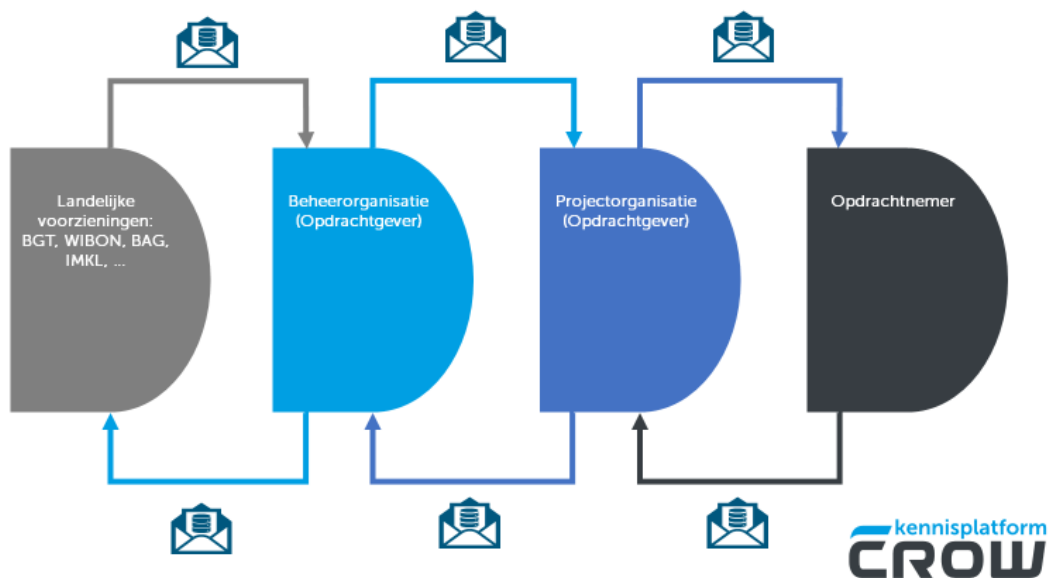 Landelijke
voorzieningen:
BGT, WIBON, BAG,
IMKL, ...
Beheerorganisatie
(Opdrachtgever)
Projectorganisatie
(Opdrachtgever)
Opdrachtnemer
kennisplatform
CROW